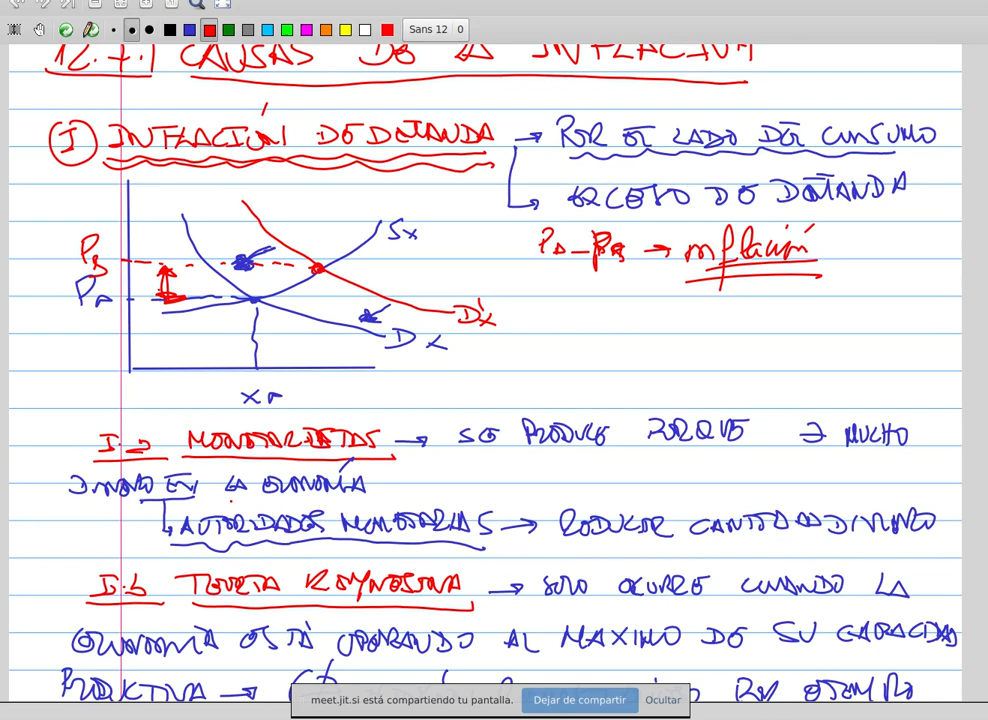 Sans 12 0
12.4.1 CAUSAS DE LA INFLACIÓN
I INFLACIÓN DE DEMANDA → POR EL LADO DEL CONSUMO
↳ EXCESO DE DEMANDA
PB
PA
Sx
D'x
Dx
XA
→ inflación
MONETARISTAS → SE PRODUCE PORQUE ∃ MUCHO
DINERO EN LA ECONOMÍA
↳ AUTORIDADES MONETARIAS → REDUCIR CANTIDAD DINERO
I.b TEORÍA KEYNESIANA → SOLO OCURRE CUANDO LA
ECONOMÍA ESTÁ OPERANDO AL MAXIMO DE SU CAPACIDAD
PRODUCTIVA →
meet.jit.si está compartiendo tu pantalla. Dejar de compartir Ocultar